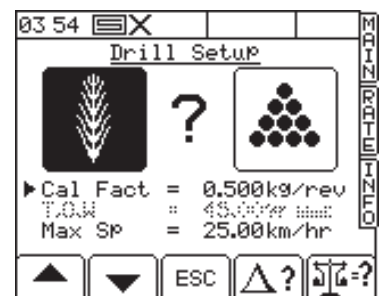 03 54
Drill Setup
?
Cal Fact = 0.500kg/rev
T.O.W =
Max SP = 25.00km/hr
ESC
?
=?
MAIN
RATE
INFO